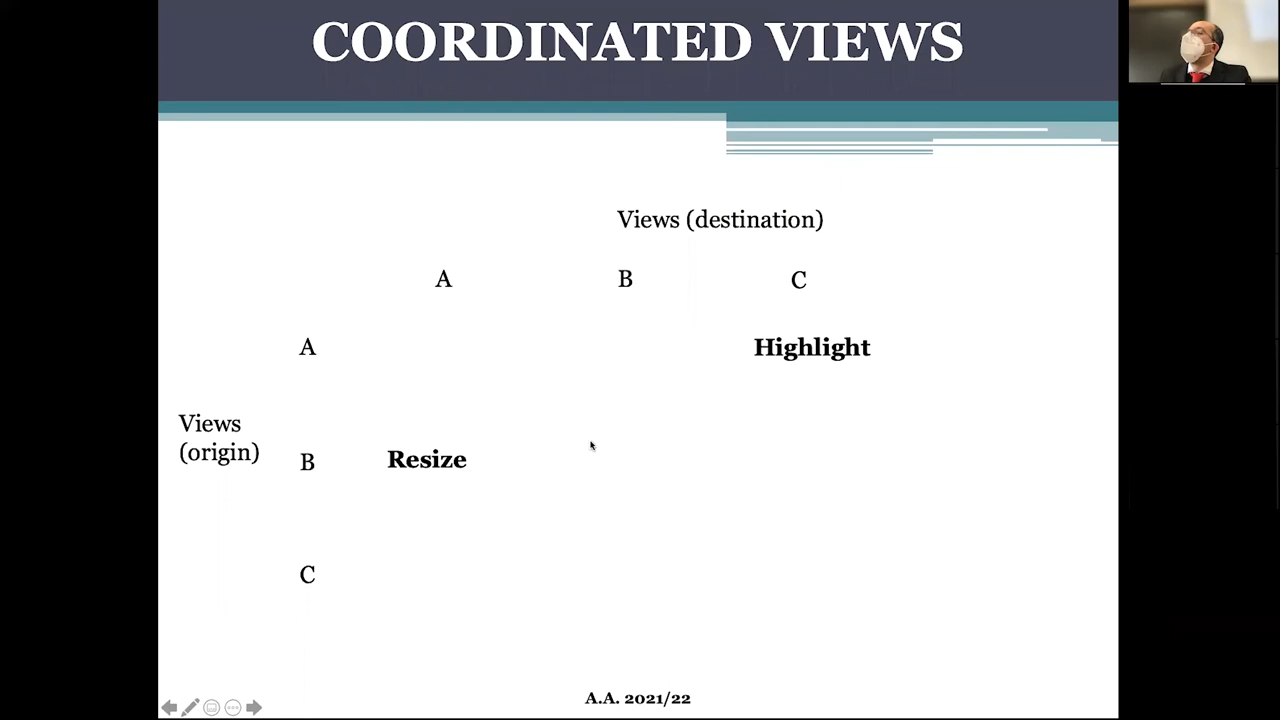 COORDINATED VIEWS
Views (destination)
A B C
A Highlight
Views
(origin)
B Resize
C
A.A. 2021/22